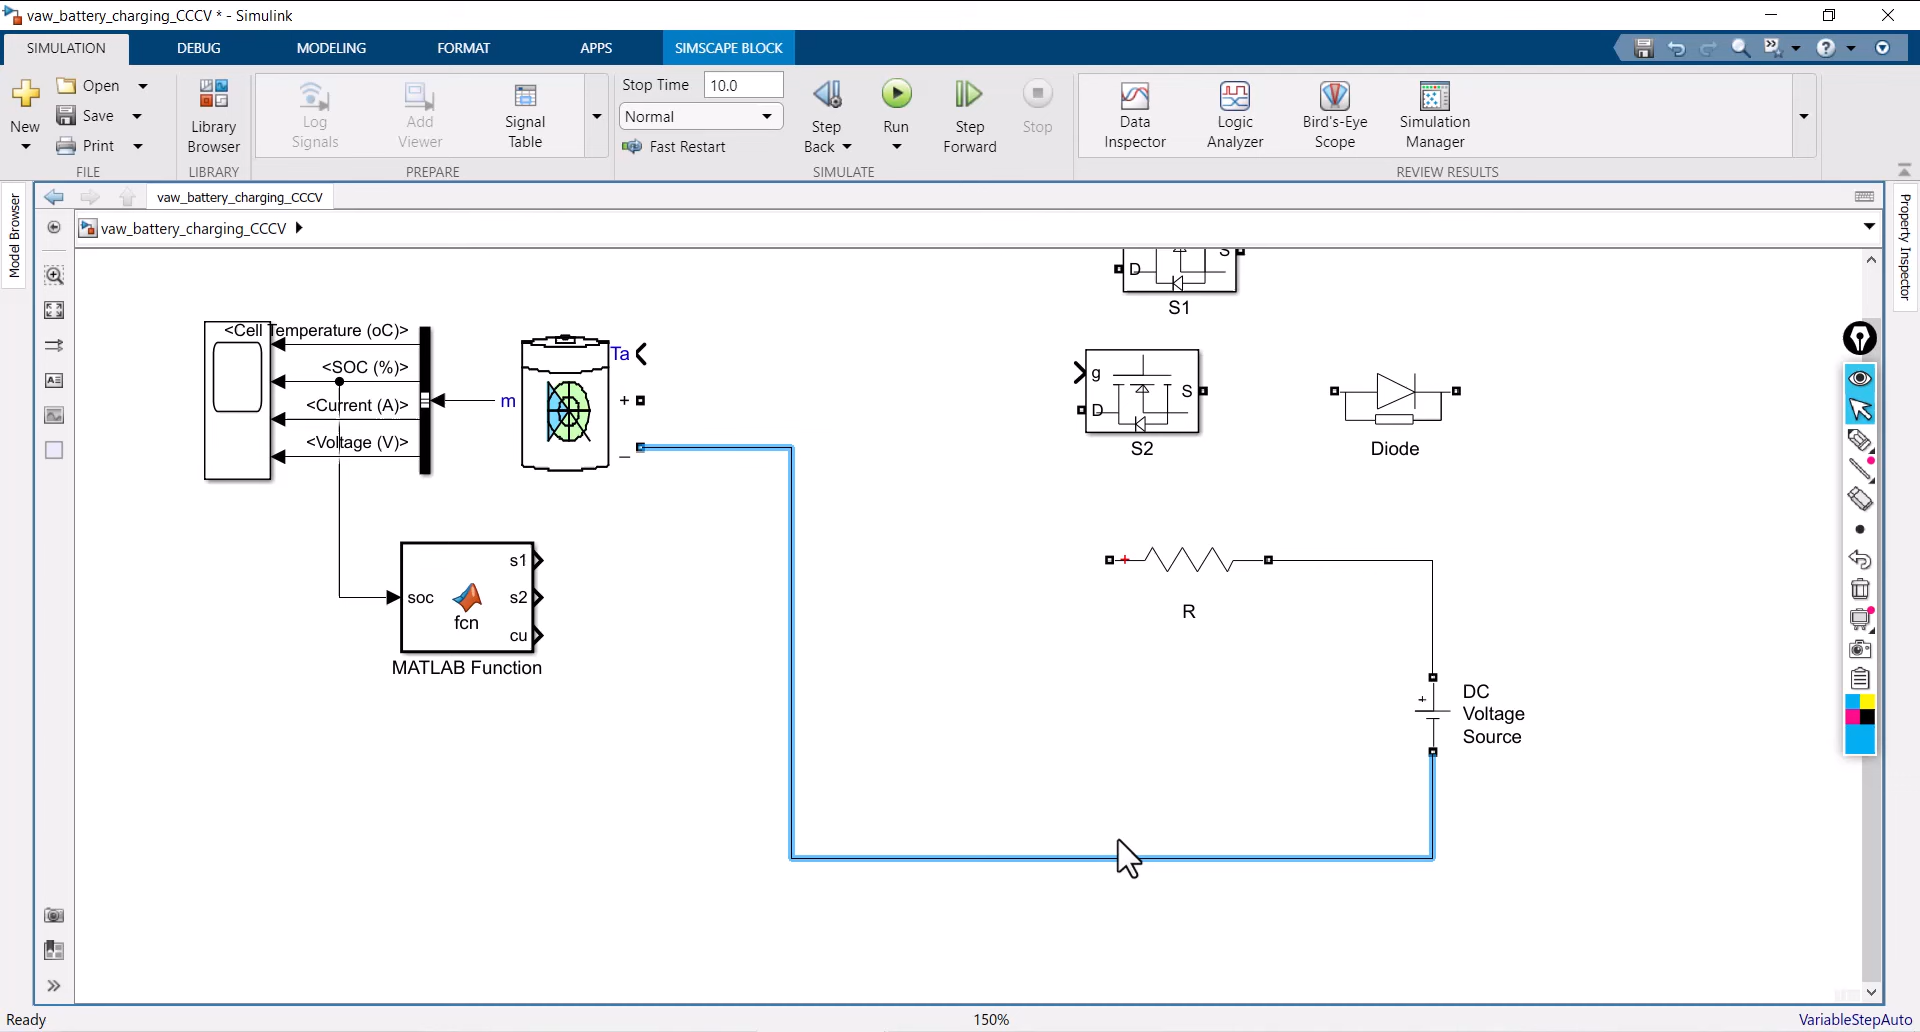 vaw_battery_charging_CCCV * - Simulink
SIMULATION DEBUG MODELING FORMAT APPS SIMSCAPE BLOCK
New
Open
Save
Print
FILE
Library Browser
LIBRARY
Log Signals
Add Viewer
Signal Table
PREPARE
Stop Time 10.0
Normal
Fast Restart
Step Back
Run
Step Forward
Stop
SIMULATE
Data Inspector
Logic Analyzer
Bird's-Eye Scope
Simulation Manager
REVIEW RESULTS
Model Browser
vaw_battery_charging_CCCV
vaw_battery_charging_CCCV
Property Inspector
D S
S1
<Cell Temperature (oC)>
<SOC (%)>
<Current (A)>
<Voltage (V)>
m
Ta
+
_
g
D S
S2
Diode
soc
fcn
s1
s2
cu
MATLAB Function
+
R
+
DC
Voltage
Source
Ready 150% VariableStepAuto